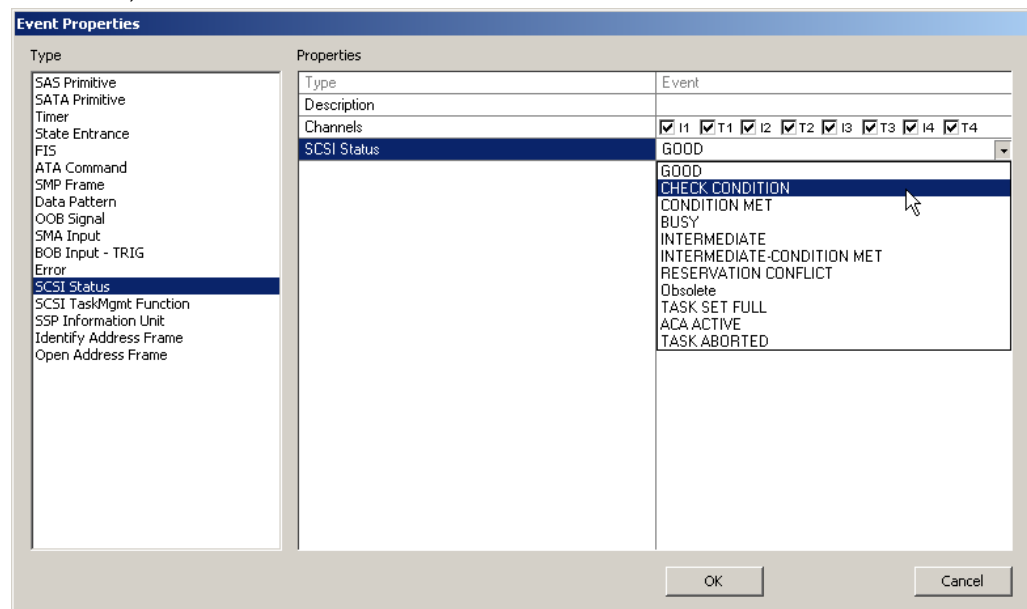 Event Properties
Type
Properties
SAS Primitive
SATA Primitive
Timer
State Entrance
FIS
ATA Command
SMP Frame
Data Pattern
OOB Signal
SMA Input
BOB Input - TRIG
Error
SCSI Status
SCSI TaskMgmt Function
SSP Information Unit
Identify Address Frame
Open Address Frame
Type Event
Description
Channels I1 T1 I2 T2 I3 T3 I4 T4
SCSI Status GOOD
GOOD
CHECK CONDITION
CONDITION MET
BUSY
INTERMEDIATE
INTERMEDIATE-CONDITION MET
RESERVATION CONFLICT
Obsolete
TASK SET FULL
ACA ACTIVE
TASK ABORTED
OK Cancel